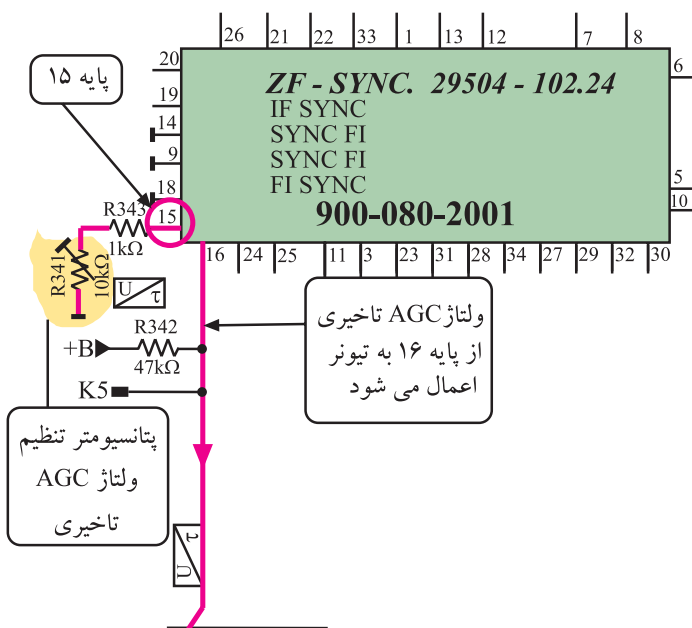 26 21 22 33 1 13 12 7 8
20
19
14
9
18
15
6
5
10
ZF - SYNC. 29504 - 102.24
IF SYNC
SYNC FI
SYNC FI
FI SYNC
900-080-2001
16 24 25 11 3 23 31 28 34 27 29 32 30
پایه ۱۵
R343
1kΩ
R341
10kΩ
U
τ
R342
+B
47kΩ
K5
ولتاژ AGC تاخیری
از پایه ۱۶ به تیونر
اعمال می شود
پتانسیومتر تنظیم
ولتاژ AGC
تاخیری
τ
U